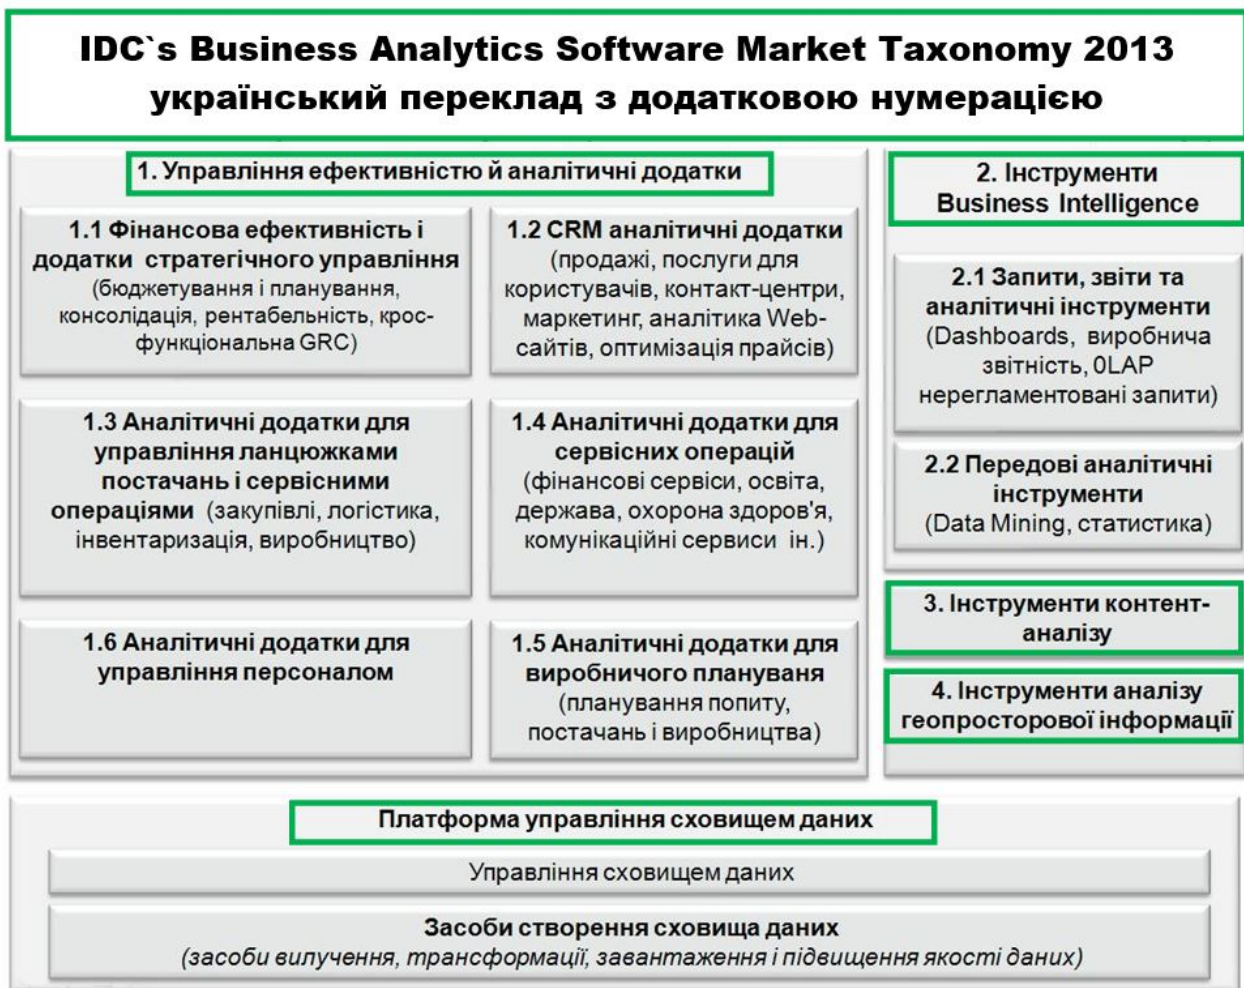 IDC`s Business Analytics Software Market Taxonomy 2013
український переклад з додатковою нумерацією
1. Управління ефективністю й аналітичні додатки
1.1 Фінансова ефективність і
додатки стратегічного управління
(бюджетування і планування,
консолідація, рентабельність, крос-
функціональна GRC)
1.2 CRM аналітичні додатки
(продажі, послуги для
користувачів, контакт-центри,
маркетинг, аналітика Web-
сайтів, оптимізація прайсів)
1.3 Аналітичні додатки для
управління ланцюжками
постачань і сервісними
операціями (закупівлі, логістика,
інвентаризація, виробництво)
1.4 Аналітичні додатки для
сервісних операцій
(фінансові сервіси, освіта,
держава, охорона здоров'я,
комунікаційні сервиси ін.)
1.6 Аналітичні додатки для
управління персоналом
1.5 Аналітичні додатки для
виробничого плануваня
(планування попиту,
постачань і виробництва)
2. Інструменти
Business Intelligence
2.1 Запити, звіти та
аналітичні інструменти
(Dashboards, виробнича
звітність, 0LAP
нерегламентовані запити)
2.2 Передові аналітичні
інструменти
(Data Mining, статистика)
3. Інструменти контент-
аналізу
4. Інструменти аналізу
геопросторової інформації
Платформа управління сховищем даних
Управління сховищем даних
Засоби створення сховища даних
(засоби вилучення, трансформації, завантаження і підвищення якості даних)